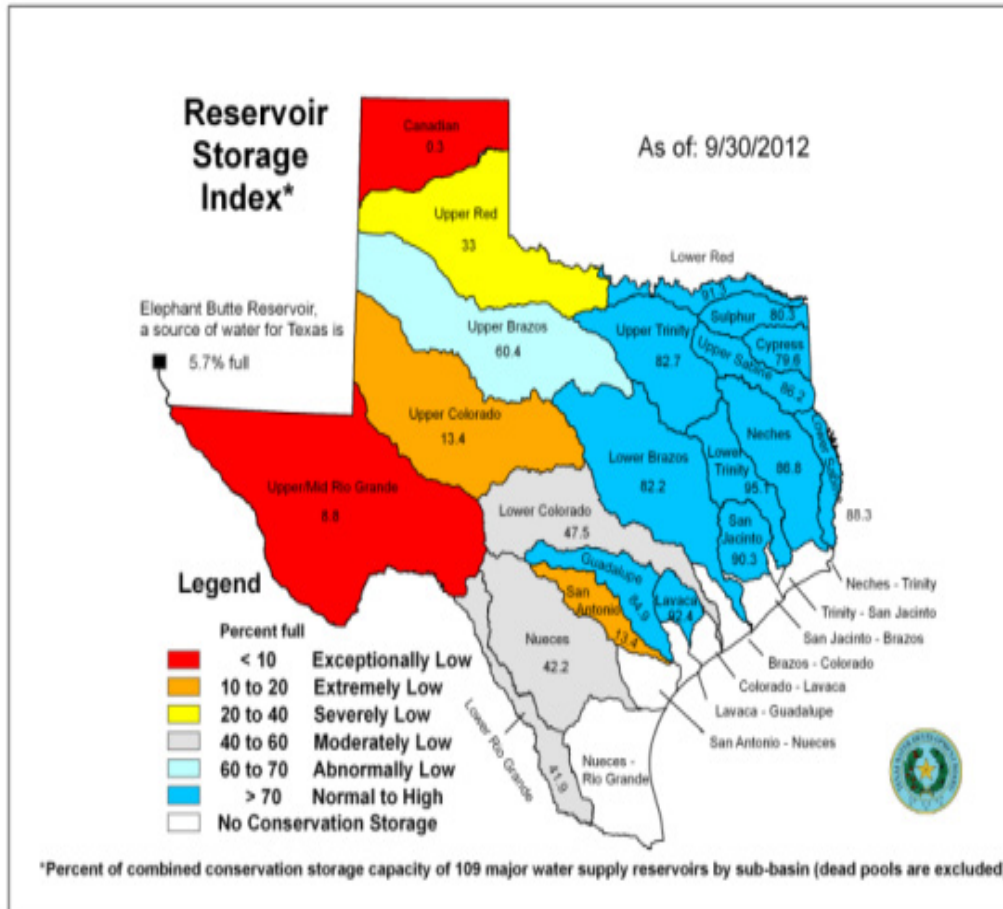 Reservoir
Storage
Index*
As of: 9/30/2012
Canadian
0.3
Upper Red
33
Lower Red
91.3
Elephant Butte Reservoir,
a source of water for Texas is
5.7% full
Upper Brazos
60.4
Upper Trinity
82.7
Sulphur
80.3
Cypress
79.6
Upper Sabine
86.2
Upper Colorado
13.4
Lower Brazos
82.2
Lower
Trinity
95.1
Neches
86.8
Lower Sabine
88.3
Upper/Mid Rio Grande
8.8
Lower Colorado
47.5
San
Jacinto
90.3
Guadalupe
84.9
San
Antonio
13.4
Lavaca
92.4
Nueces
42.2
Lower Rio Grande
41.9
Nueces -
Rio Grande
Neches - Trinity
Trinity - San Jacinto
San Jacinto - Brazos
Brazos - Colorado
Colorado - Lavaca
Lavaca - Guadalupe
San Antonio - Nueces
Legend
Percent full
< 10 Exceptionally Low
10 to 20 Extremely Low
20 to 40 Severely Low
40 to 60 Moderately Low
60 to 70 Abnormally Low
> 70 Normal to High
No Conservation Storage
*Percent of combined conservation storage capacity of 109 major water supply reservoirs by sub-basin (dead pools are excluded